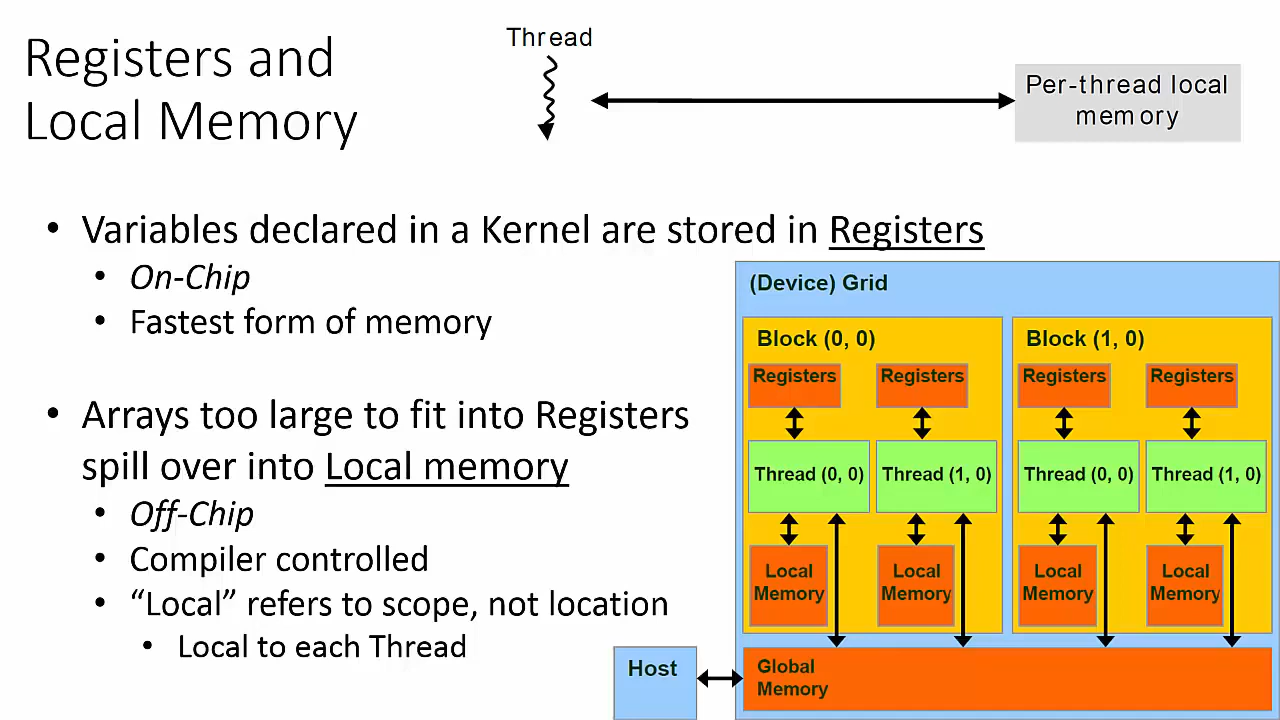 Registers and
Local Memory
Thread
Per-thread local
memory
• Variables declared in a Kernel are stored in Registers
• On-Chip
• Fastest form of memory
• Arrays too large to fit into Registers
spill over into Local memory
• Off-Chip
• Compiler controlled
• “Local” refers to scope, not location
• Local to each Thread
(Device) Grid
Block (0, 0)
Block (1, 0)
Registers
Registers
Registers
Registers
Thread (0, 0)
Thread (1, 0)
Thread (0, 0)
Thread (1, 0)
Local
Memory
Local
Memory
Local
Memory
Local
Memory
Host
Global
Memory